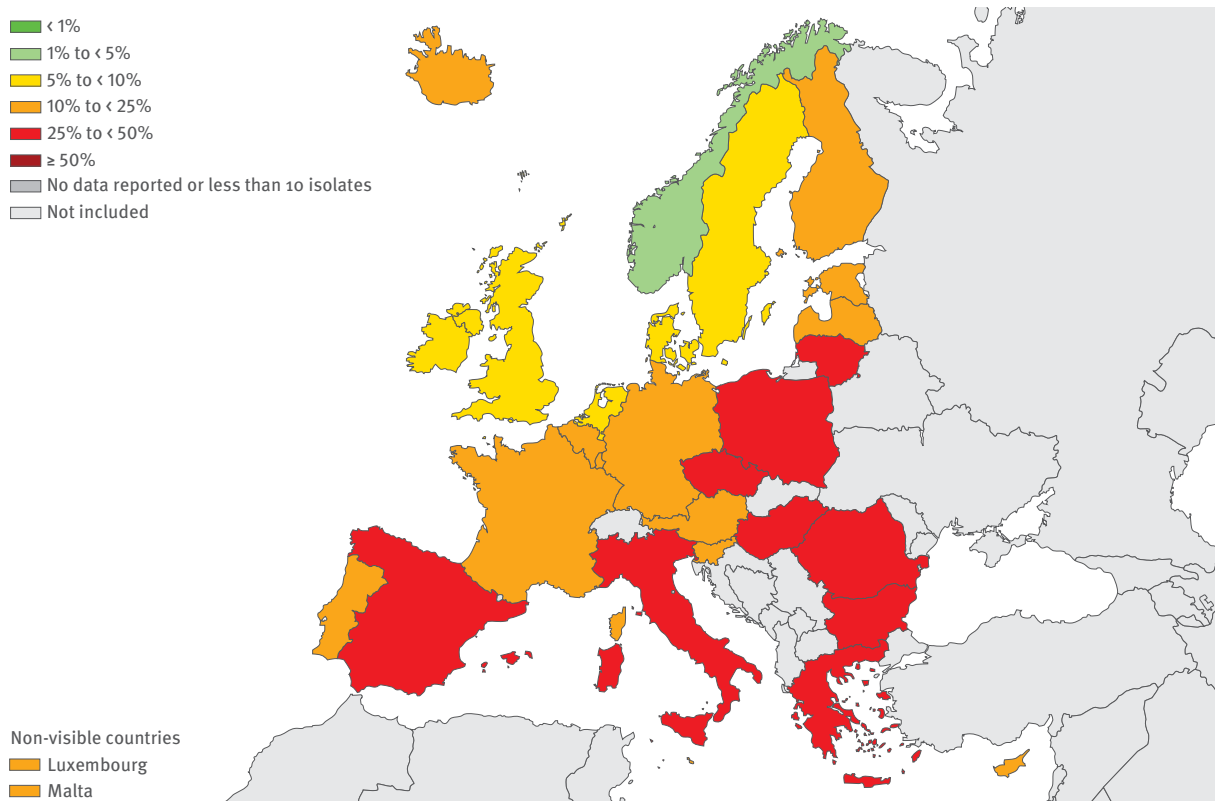 < 1%
1% to < 5%
5% to < 10%
10% to < 25%
25% to < 50%
≥ 50%
No data reported or less than 10 isolates
Not included
Non-visible countries
Luxembourg
Malta